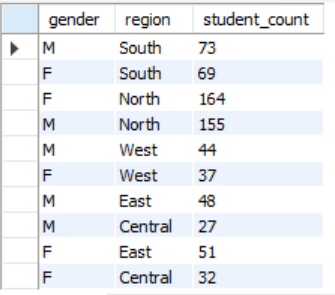 gender region student_count
M South 73
F South 69
F North 164
M North 155
M West 44
F West 37
M East 48
M Central 27
F East 51
F Central 32